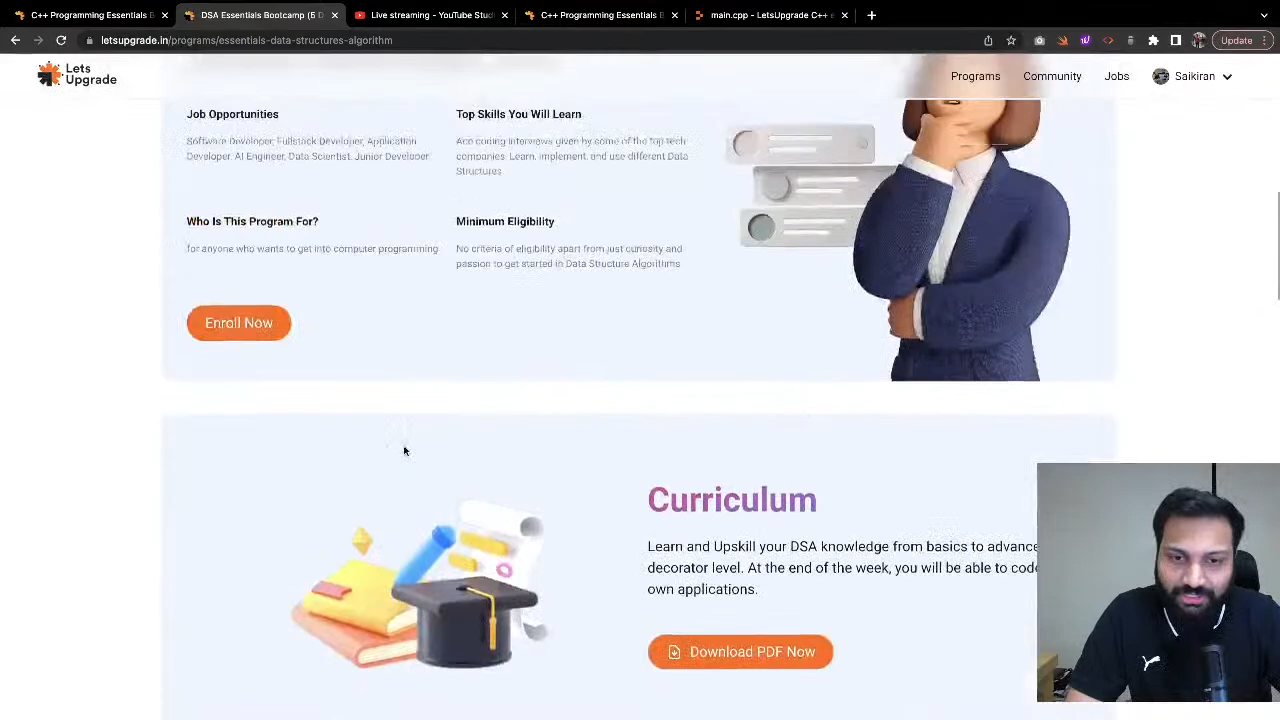 C++ Programming Essentials B
DSA Essentials Bootcamp (5 D
Live streaming - YouTube Stud
C++ Programming Essentials B
main.cpp - LetsUpgrade C++ e
letsupgrade.in/programs/essentials-data-structures-algorithm
Update
Lets
Upgrade
Programs
Community
Jobs
Saikiran
Job Opportunities
Software Developer, Fullstack Developer, Application
Developer, AI Engineer, Data Scientist, Junior Developer
Top Skills You Will Learn
Ace coding interviews given by some of the top tech
companies. Learn, implement, and use different Data
Structures
Who Is This Program For?
for anyone who wants to get into computer programming
Minimum Eligibility
No criteria of eligibility apart from just curiosity and
passion to get started in Data Structure Algorithms
Enroll Now
Curriculum
Learn and Upskill your DSA knowledge from basics to advance
decorator level. At the end of the week, you will be able to code
own applications.
Download PDF Now